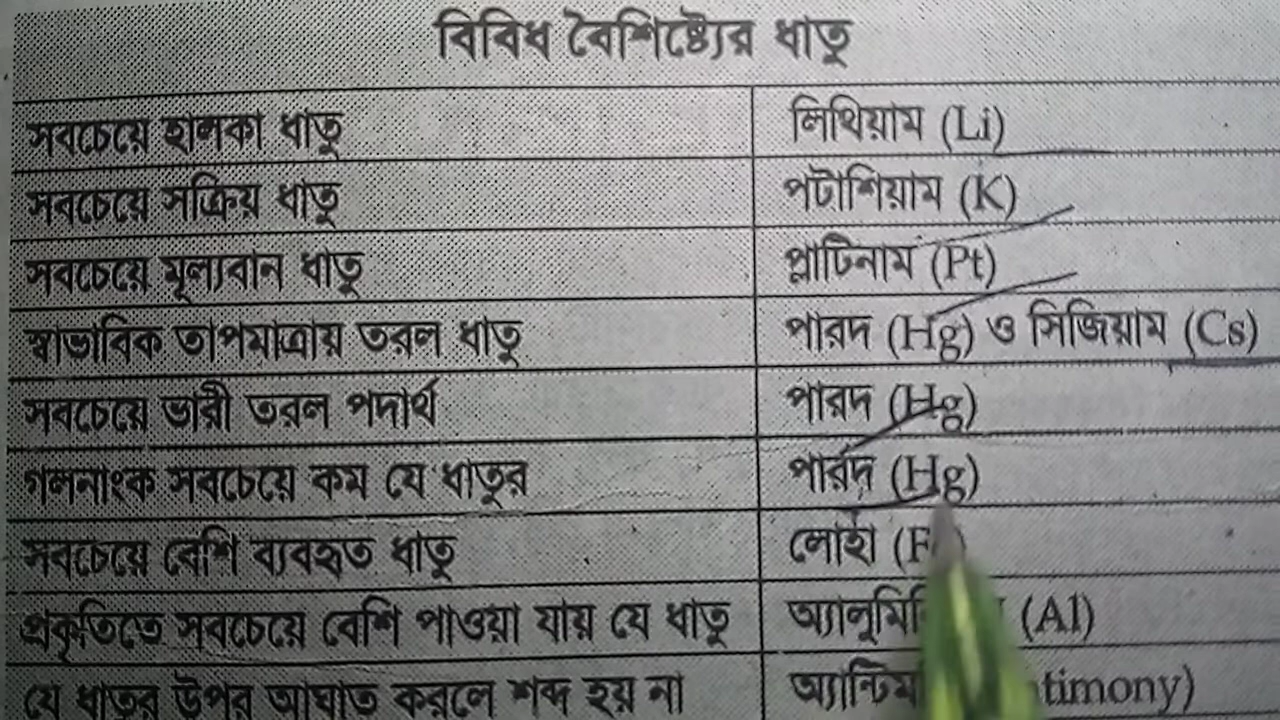 বিবিধ বৈশিষ্ট্যের ধাতু
সবচেয়ে হালকা ধাতু লিথিয়াম (Li)
সবচেয়ে সক্রিয় ধাতু পটাশিয়াম (K)
সবচেয়ে মূল্যবান ধাতু প্লাটিনাম (Pt)
স্বাভাবিক তাপমাত্রায় তরল ধাতু পারদ (Hg) ও সিজিয়াম (Cs)
সবচেয়ে ভারী তরল পদার্থ পারদ (Hg)
গলনাংক সবচেয়ে কম যে ধাতুর পারদ (Hg)
সবচেয়ে বেশি ব্যবহৃত ধাতু লোহা
প্রকৃতিতে সবচেয়ে বেশি পাওয়া যায় যে ধাতু (Al)
যে ধাতুর উপর আঘাত করলে শব্দ হয় না